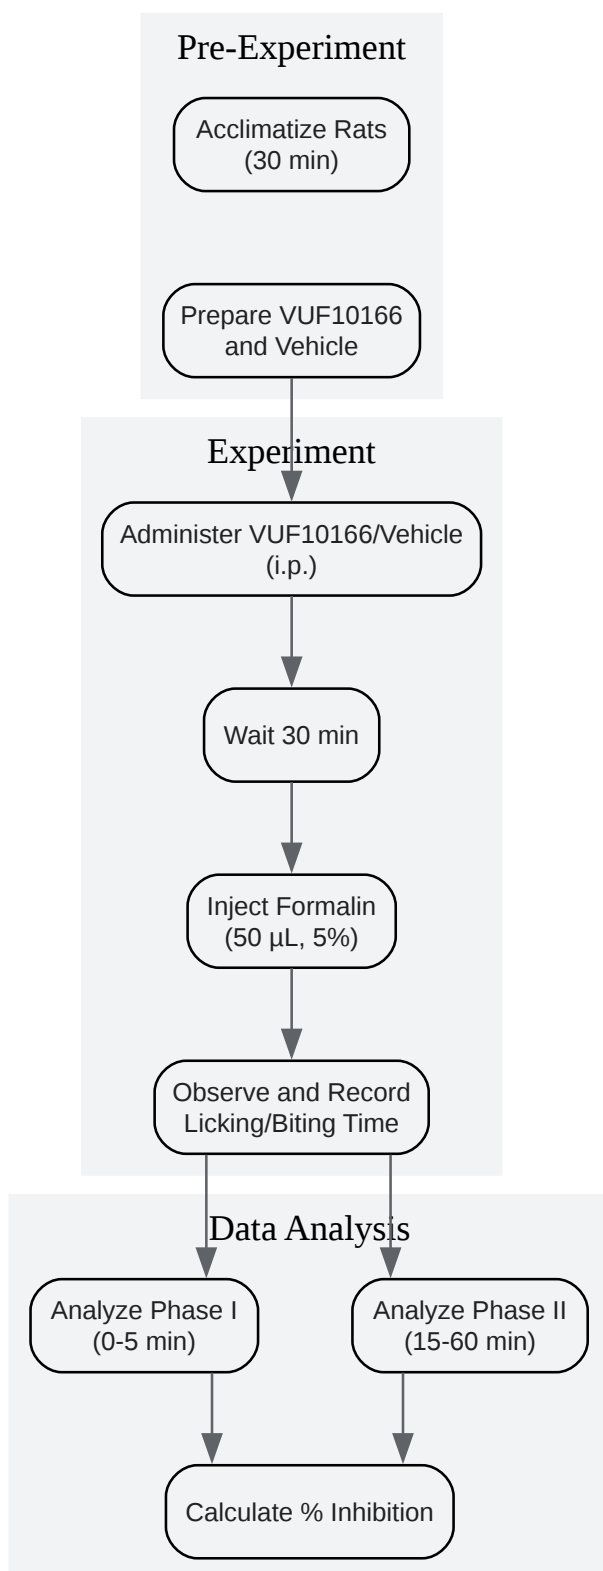 Pre-Experiment
Acclimatize Rats
(30 min)
Prepare VUF10166
and Vehicle
Experiment
Administer VUF10166/Vehicle
(i.p.)
Wait 30 min
Inject Formalin
(50 µL, 5%)
Observe and Record
Licking/Biting Time
Data Analysis
Analyze Phase I
(0-5 min)
Analyze Phase II
(15-60 min)
Calculate % Inhibition